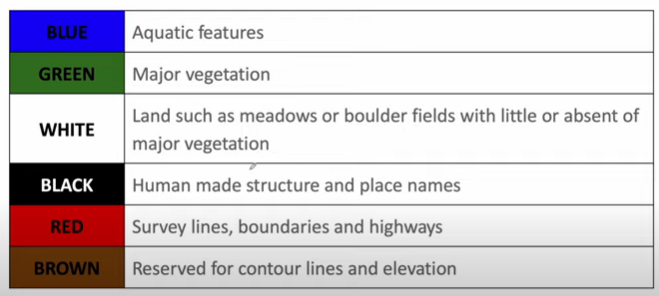 BLUE Aquatic features
GREEN Major vegetation
WHITE Land such as meadows or boulder fields with little or absent of
major vegetation
BLACK Human made structure and place names
RED Survey lines, boundaries and highways
BROWN Reserved for contour lines and elevation